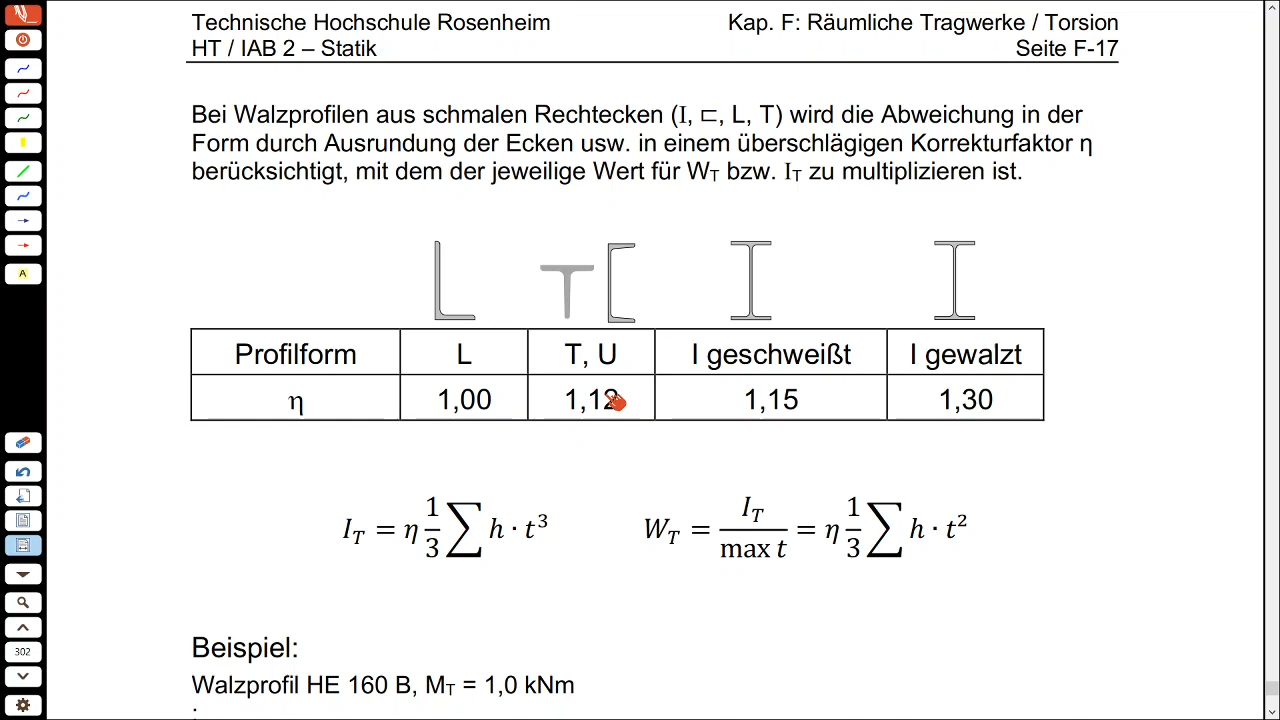 Technische Hochschule Rosenheim Kap. F: Räumliche Tragwerke / Torsion
HT / IAB 2 – Statik Seite F-17
Bei Walzprofilen aus schmalen Rechtecken (I, ⊏, L, T) wird die Abweichung in der
Form durch Ausrundung der Ecken usw. in einem überschlägigen Korrekturfaktor η
berücksichtigt, mit dem der jeweilige Wert für W_T bzw. I_T zu multiplizieren ist.
Profilform L T, U I geschweißt I gewalzt
η 1,00 1,12 1,15 1,30
I_T = η 1/3 ∑ h · t³ W_T = I_T / max t = η 1/3 ∑ h · t²
Beispiel:
Walzprofil HE 160 B, M_T = 1,0 kNm
A
302